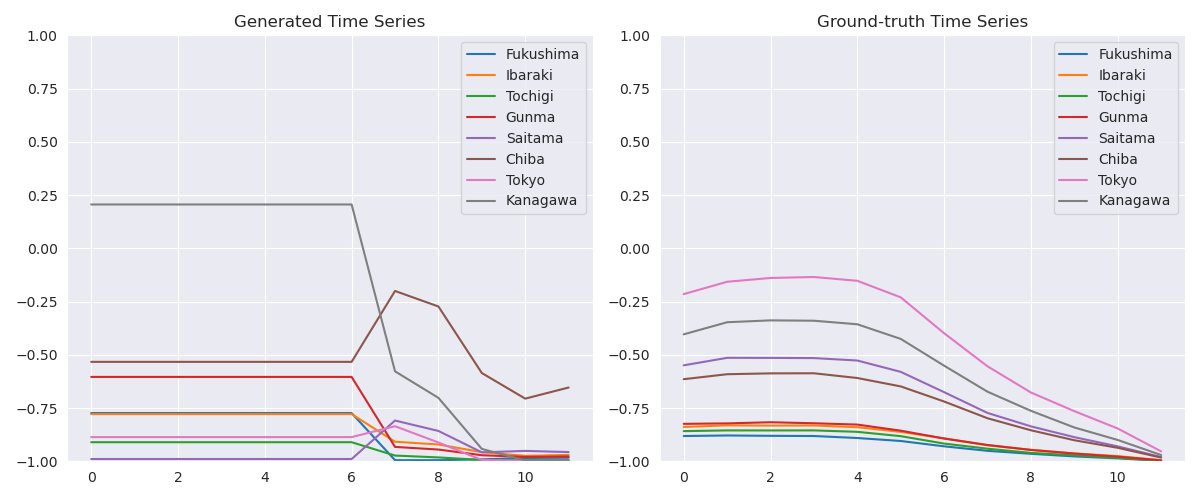 Generated Time Series
1.00
0.75
0.50
0.25
0.00
−0.25
−0.50
−0.75
−1.00
0 2 4 6 8 10
Fukushima
Ibaraki
Tochigi
Gunma
Saitama
Chiba
Tokyo
Kanagawa
Ground-truth Time Series
1.00
0.75
0.50
0.25
0.00
−0.25
−0.50
−0.75
−1.00
0 2 4 6 8 10
Fukushima
Ibaraki
Tochigi
Gunma
Saitama
Chiba
Tokyo
Kanagawa